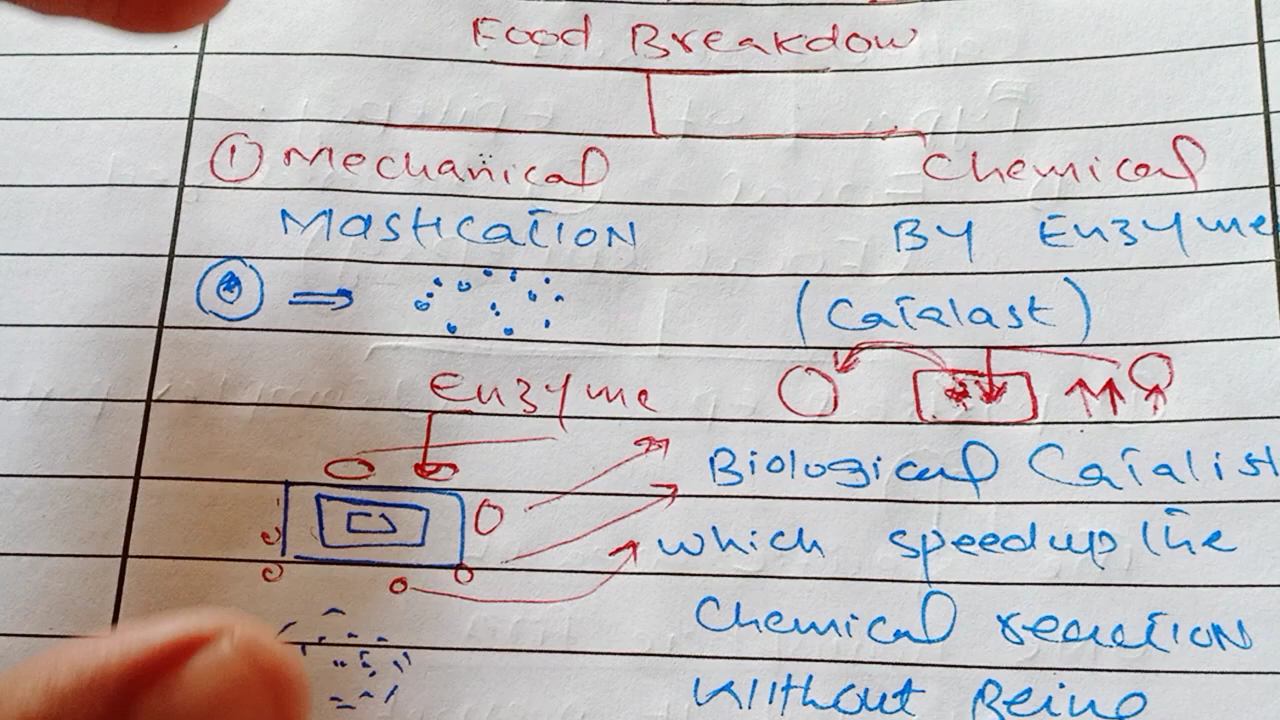 Food Breakdow
① Mechanical Chemical
Mastication By Enzyme
(Catalast)
Enzyme
Biological Catalist
which speedup the
Chemical reaction
Without Being